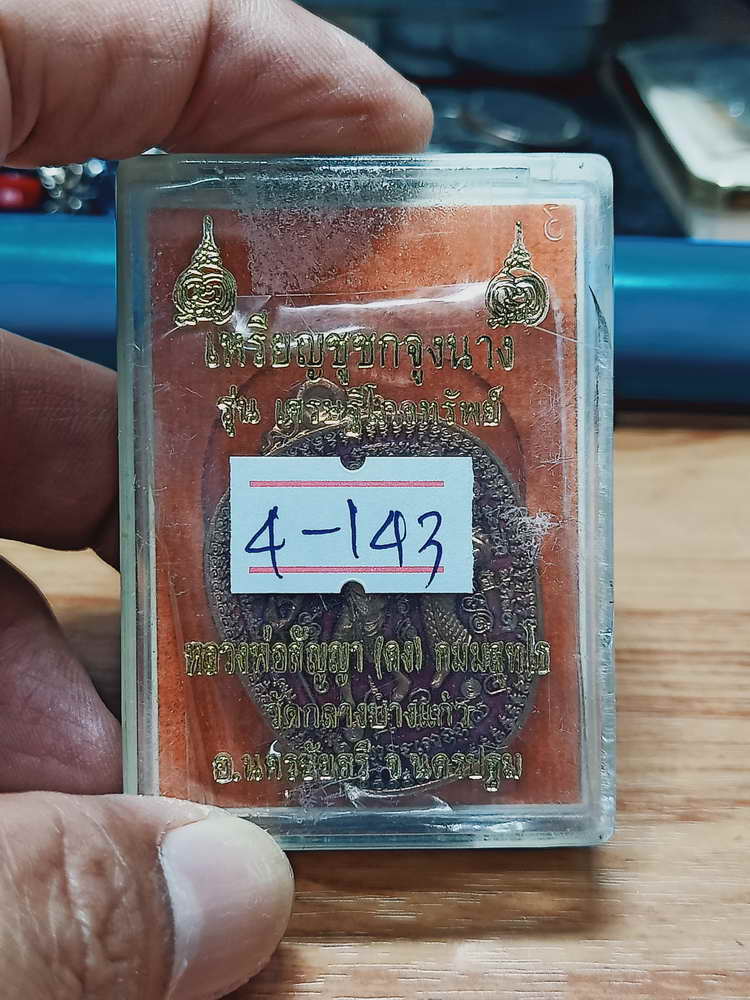 เหรียญชูชกจูงนาง
รุ่น เศรษฐีโภคทรัพย์
4-143
หลวงพ่อสัญญา (คง) กมฺมสุทฺโธ
วัดกลางบางแก้ว
อ.นครชัยศรี จ.นครปฐม